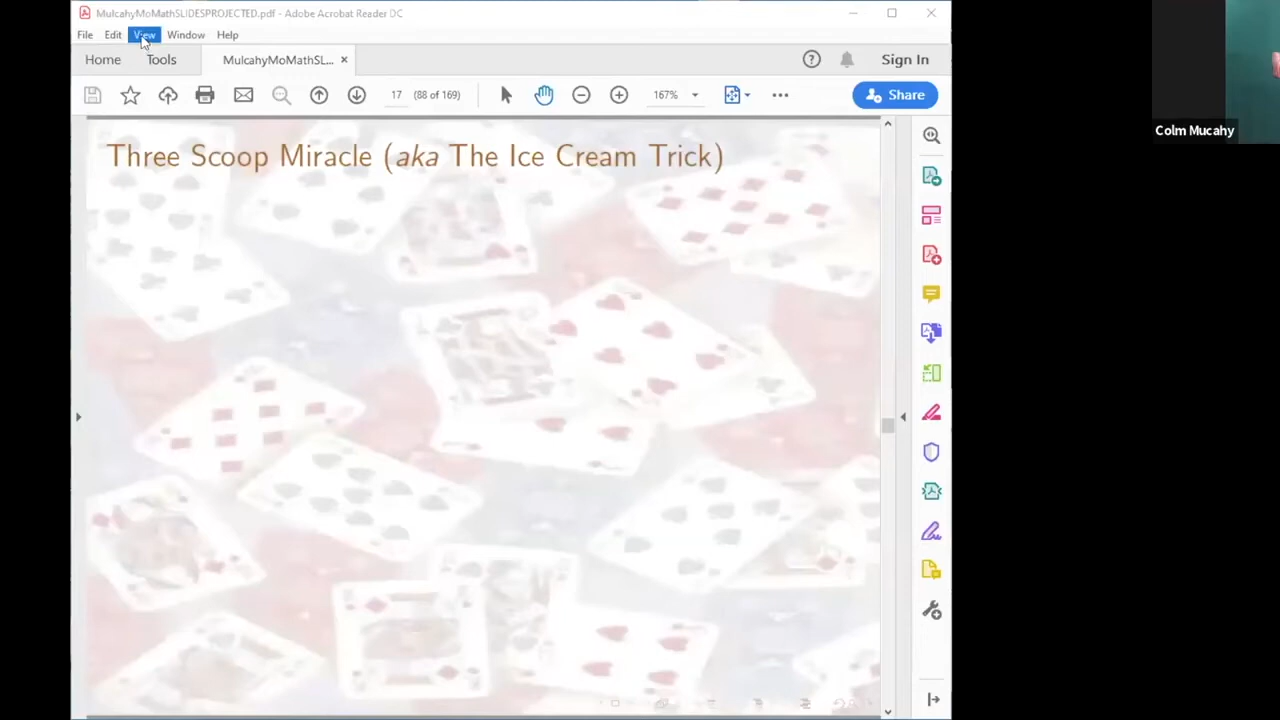 MulcahyMoMathSLIDESPROJECTED.pdf - Adobe Acrobat Reader DC
File Edit View Window Help
Home Tools MulcahyMoMathSL... × Sign In
17 (88 of 169) 167% Share
Colm Mucahy
Three Scoop Miracle (aka The Ice Cream Trick)